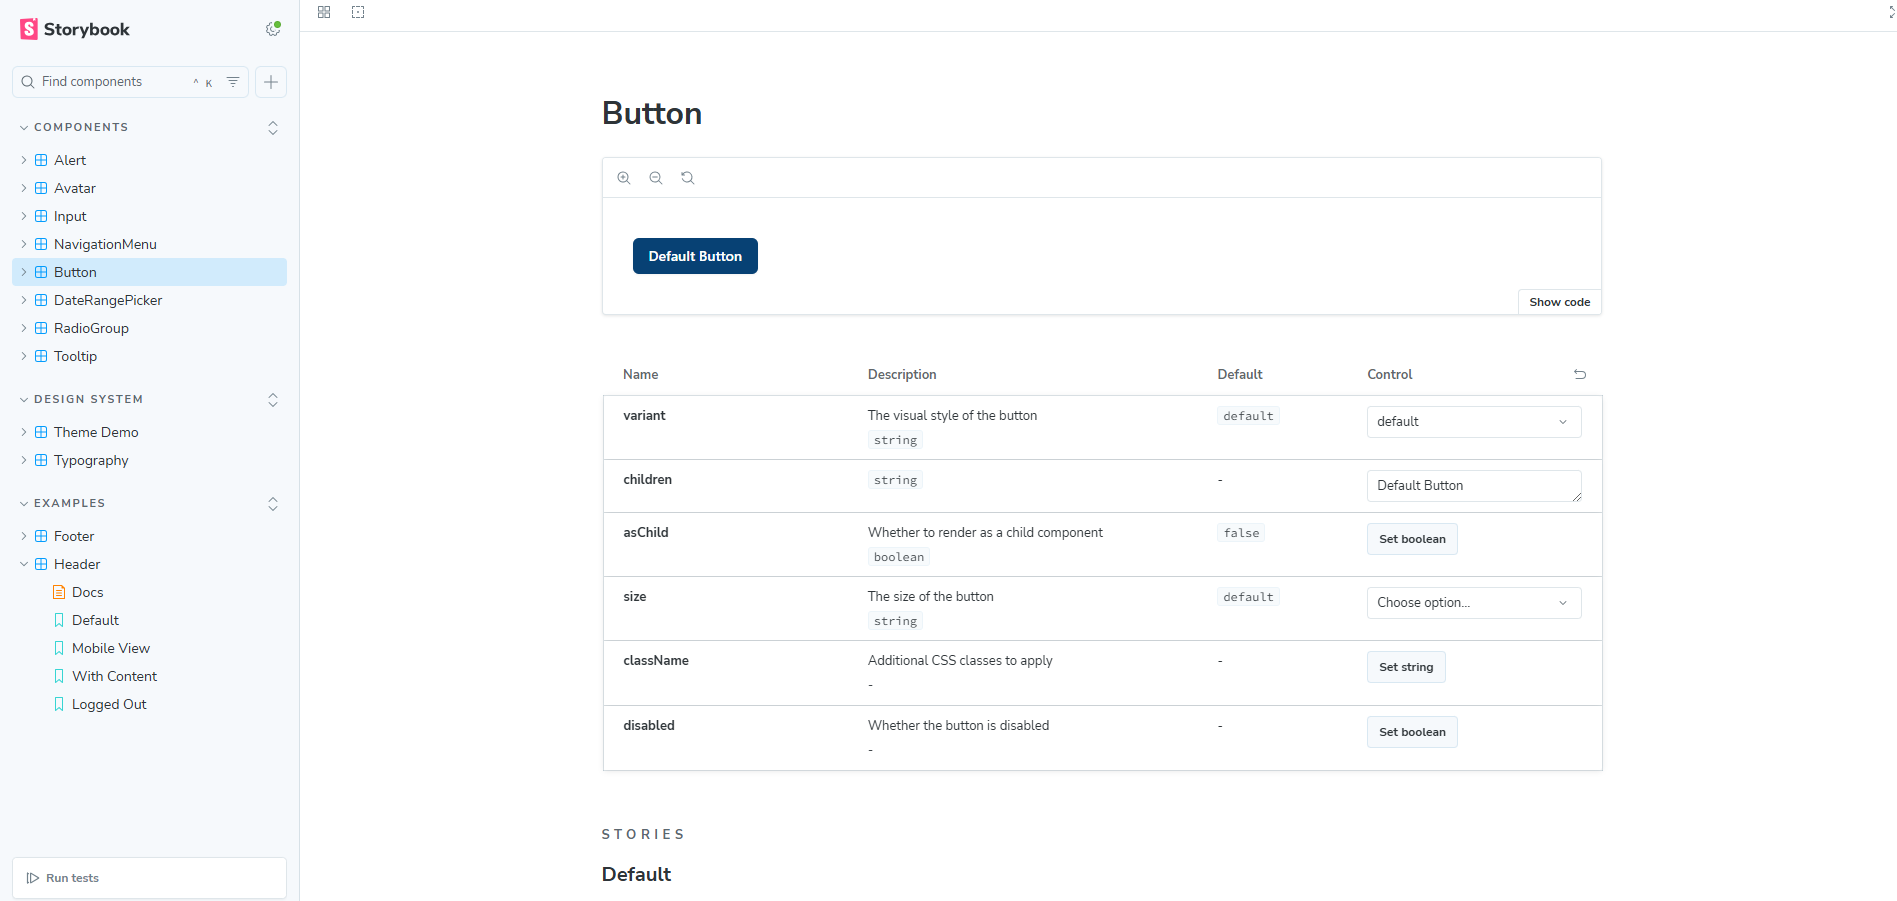 Storybook
Find components
^ K
COMPONENTS
Alert
Avatar
Input
NavigationMenu
Button
DateRangePicker
RadioGroup
Tooltip
DESIGN SYSTEM
Theme Demo
Typography
EXAMPLES
Footer
Header
Docs
Default
Mobile View
With Content
Logged Out
Run tests
Button
Default Button
Show code
Name Description Default Control
variant The visual style of the button default default
string
children string - Default Button
asChild Whether to render as a child component false Set boolean
boolean
size The size of the button default Choose option...
string
className Additional CSS classes to apply - Set string
-
disabled Whether the button is disabled - Set boolean
-
STORIES
Default